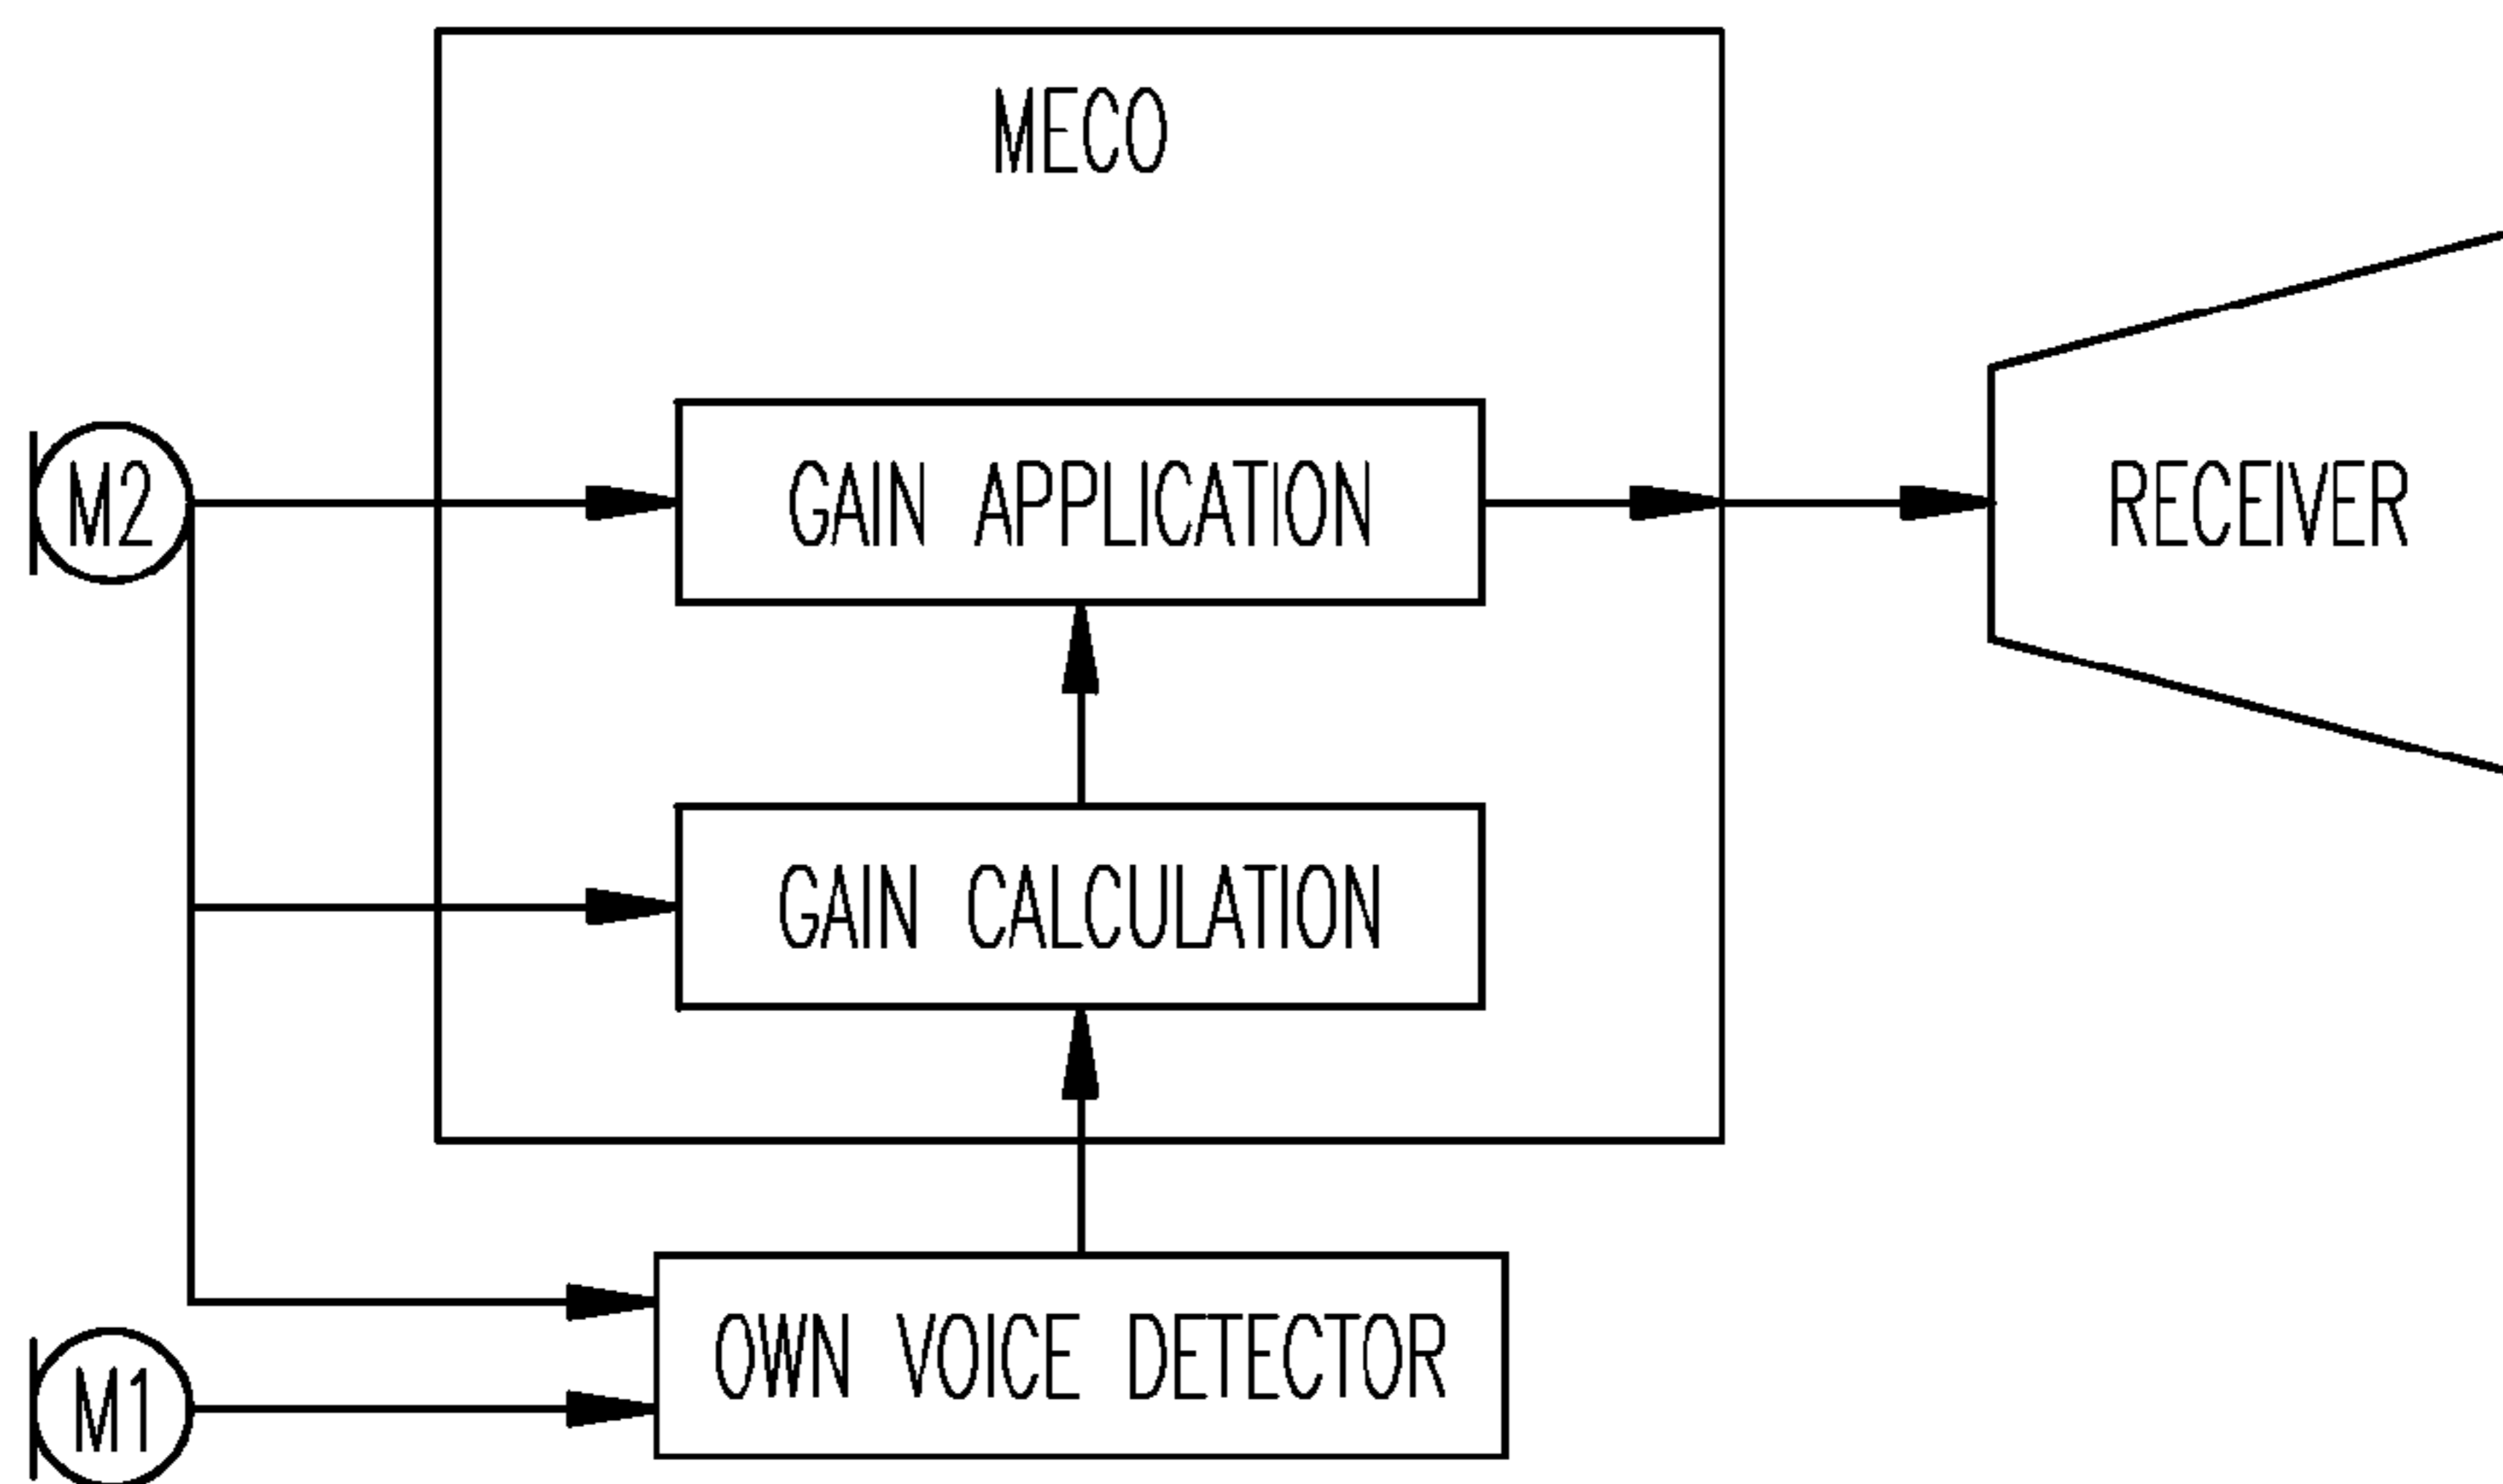 MECO
M2
GAIN APPLICATION
RECEIVER
GAIN CALCULATION
OWN VOICE DETECTOR
M1